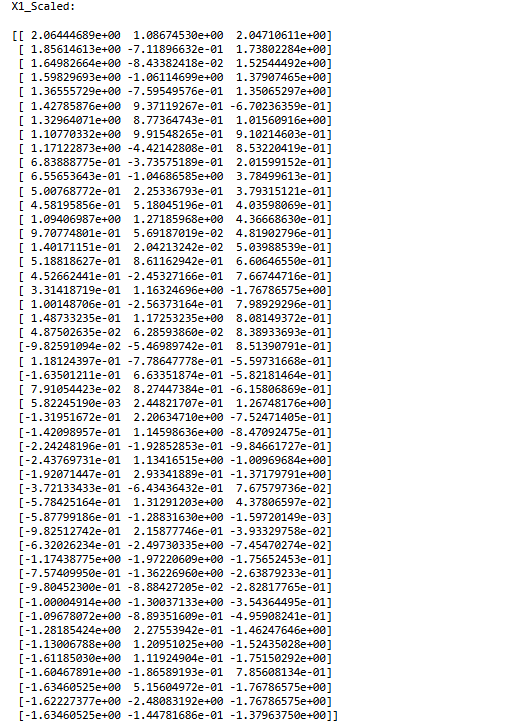 X1_Scaled:
[[ 2.06444689e+00 1.08674530e+00 2.04710611e+00]
[ 1.85614613e+00 -7.11896632e-01 1.73802284e+00]
[ 1.64982664e+00 -8.43382418e-02 1.52544492e+00]
[ 1.59829693e+00 -1.06114699e+00 1.37907465e+00]
[ 1.36555729e+00 -7.59549576e-01 1.35065297e+00]
[ 1.42785876e+00 9.37119267e-01 -6.70236359e-01]
[ 1.32964071e+00 8.77364743e-01 1.01560916e+00]
[ 1.10770332e+00 9.91548265e-01 9.10214603e-01]
[ 1.17122873e+00 -4.42142808e-01 8.53220419e-01]
[ 6.83888775e-01 -3.73575189e-01 2.01599152e-01]
[ 6.55653643e-01 -1.04686585e+00 3.78499613e-01]
[ 5.00768772e-01 2.25336793e-01 3.79315121e-01]
[ 4.58195856e-01 5.18045196e-01 4.03598069e-01]
[ 1.09406987e+00 1.27185968e+00 4.36668630e-01]
[ 9.70774801e-01 5.69187019e-02 4.81902796e-01]
[ 1.40171151e-01 2.04213242e-02 5.03988539e-01]
[ 5.18818627e-01 8.61162942e-01 6.60646550e-01]
[ 4.52662441e-01 -2.45327166e-01 7.66744716e-01]
[ 3.31418719e-01 1.16324696e+00 -1.76786575e+00]
[ 1.00148706e-01 -2.56373164e-01 7.98929296e-01]
[ 1.48733235e-01 1.17253235e+00 8.08149372e-01]
[ 4.87502635e-02 6.28593860e-02 8.38933693e-01]
[-9.82591094e-02 -5.46989742e-01 8.51390791e-01]
[ 1.18124397e-01 -7.78647778e-01 -5.59731668e-01]
[-1.63501211e-01 6.63351874e-01 -5.82181464e-01]
[ 7.91054423e-02 8.27447384e-01 -6.15806869e-01]
[ 5.82245190e-03 2.44821707e-01 1.26748176e+00]
[-1.31951672e-01 2.20634710e+00 -7.52471405e-01]
[-1.42098957e-01 1.14598636e+00 -8.47092475e-01]
[-2.24248196e-01 -1.92852853e-01 -9.84661727e-01]
[-2.43769731e-01 1.13416515e+00 -1.00969684e+00]
[-1.92071447e-01 2.93341889e-01 -1.37179791e+00]
[-3.72133433e-01 -6.43436432e-01 7.67579736e-02]
[-5.78425164e-01 1.31291203e+00 4.37806597e-02]
[-5.87799186e-01 -1.28831630e+00 -1.59720149e-03]
[-9.82512742e-01 2.15877746e-01 -3.93329758e-02]
[-6.32026234e-01 -2.49730335e+00 -7.45470274e-02]
[-1.17438775e+00 -1.97220609e+00 -1.75652453e-01]
[-7.57409950e-01 -1.36226960e+00 -2.63879233e-01]
[-9.80452300e-01 -8.88427205e-02 -2.82817765e-01]
[-1.00004914e+00 -1.30037133e+00 -3.54364495e-01]
[-1.09678072e+00 -8.89351609e-01 -4.95908241e-01]
[-1.28185424e+00 2.27553942e-01 -1.46247646e+00]
[-1.13006788e+00 1.20951025e+00 -1.52435028e+00]
[-1.61185030e+00 1.11924904e-01 -1.75150292e+00]
[-1.60467891e+00 -1.86589193e-01 7.85608134e-01]
[-1.63460525e+00 5.15604972e-01 -1.76786575e+00]
[-1.62227377e+00 -2.48083192e+00 -1.76786575e+00]
[-1.63460525e+00 -1.44781686e-01 -1.37963750e+00]]